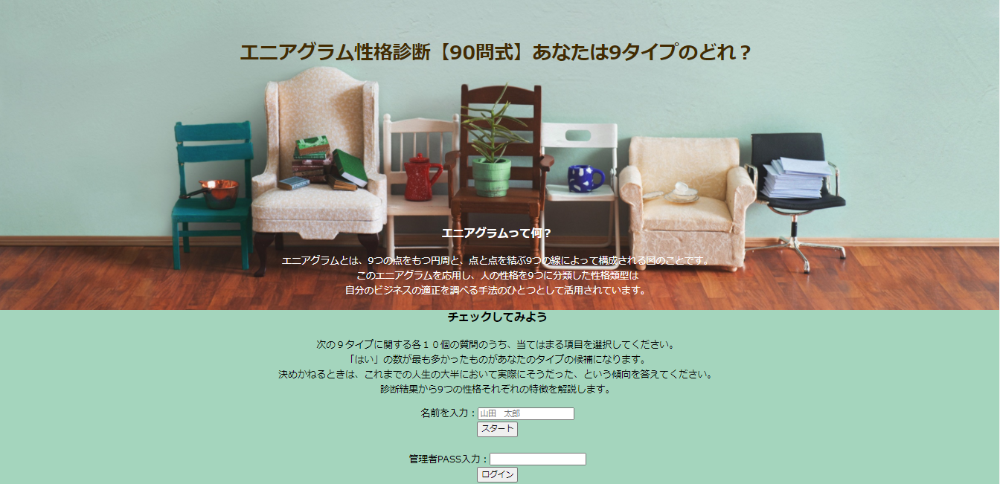 エニアグラム性格診断【90問式】あなたは9タイプのどれ？
エニアグラムって何？
エニアグラムとは、9つの点をもつ円周と、点と点を結ぶ9つの線によって構成される図のことです。
このエニアグラムを応用し、人の性格を9つに分類した性格類型は
自分のビジネスの適正を調べる手法のひとつとして活用されています。
チェックしてみよう
次の９タイプに関する各１０個の質問のうち、当てはまる項目を選択してください。
「はい」の数が最も多かったものがあなたのタイプの候補になります。
決めかねるときは、これまでの人生の大半において実際にそうだった、という傾向を答えてください。
診断結果から9つの性格それぞれの特徴を解説します。
名前を入力：山田　太郎
スタート
管理者PASS入力：
ログイン